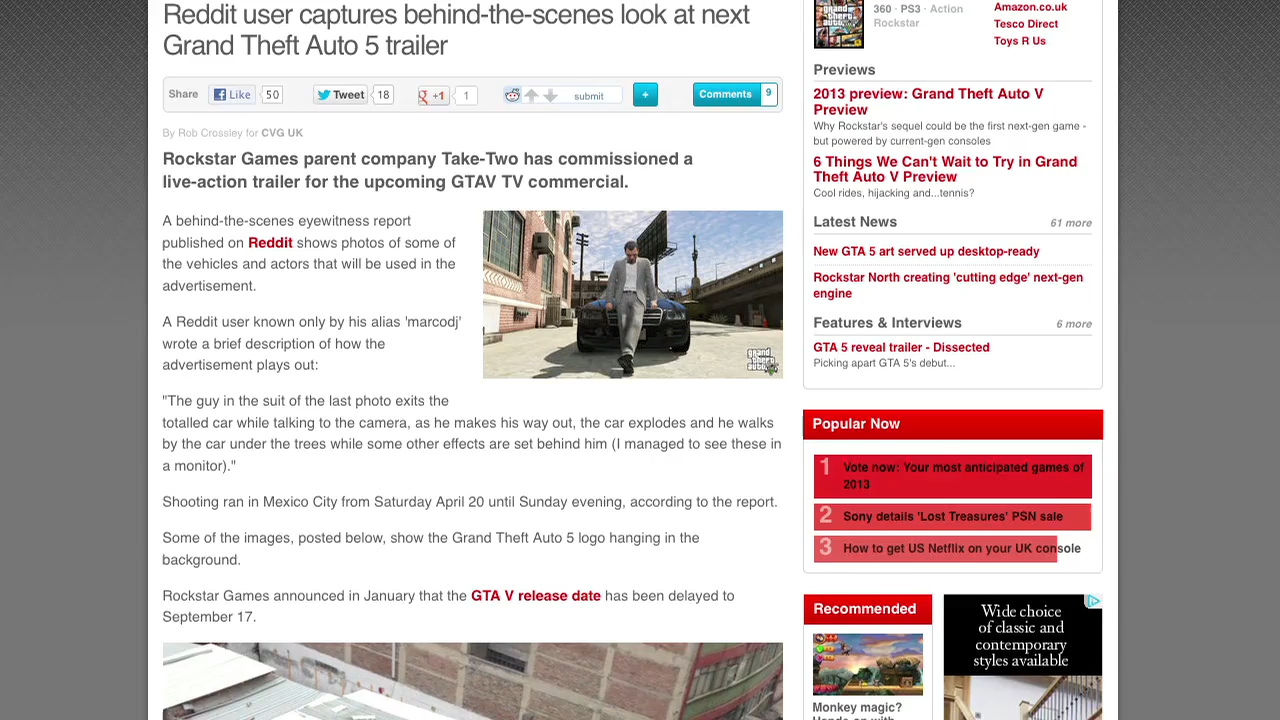 Reddit user captures behind-the-scenes look at next
Grand Theft Auto 5 trailer
Share
Like 50
Tweet 18
+1 1
submit
+
Comments 9
By Rob Crossley for CVG UK
Rockstar Games parent company Take-Two has commissioned a
live-action trailer for the upcoming GTAV TV commercial.
A behind-the-scenes eyewitness report
published on Reddit shows photos of some of
the vehicles and actors that will be used in the
advertisement.
A Reddit user known only by his alias 'marcodj'
wrote a brief description of how the
advertisement plays out:
grand
theft
auto
"The guy in the suit of the last photo exits the
totalled car while talking to the camera, as he makes his way out, the car explodes and he walks
by the car under the trees while some other effects are set behind him (I managed to see these in
a monitor)."
Shooting ran in Mexico City from Saturday April 20 until Sunday evening, according to the report.
Some of the images, posted below, show the Grand Theft Auto 5 logo hanging in the
background.
Rockstar Games announced in January that the GTA V release date has been delayed to
September 17.
360 · PS3 · Action
Rockstar
Amazon.co.uk
Tesco Direct
Toys R Us
Previews
2013 preview: Grand Theft Auto V
Preview
Why Rockstar's sequel could be the first next-gen game -
but powered by current-gen consoles
6 Things We Can't Wait to Try in Grand
Theft Auto V Preview
Cool rides, hijacking and...tennis?
Latest News 61 more
New GTA 5 art served up desktop-ready
Rockstar North creating 'cutting edge' next-gen
engine
Features & Interviews 6 more
GTA 5 reveal trailer - Dissected
Picking apart GTA 5's debut...
Popular Now
1 Vote now: Your most anticipated games of
2013
2 Sony details 'Lost Treasures' PSN sale
3 How to get US Netflix on your UK console
Recommended
Monkey magic?
Hands-on with
Wide choice
of classic and
contemporary
styles available